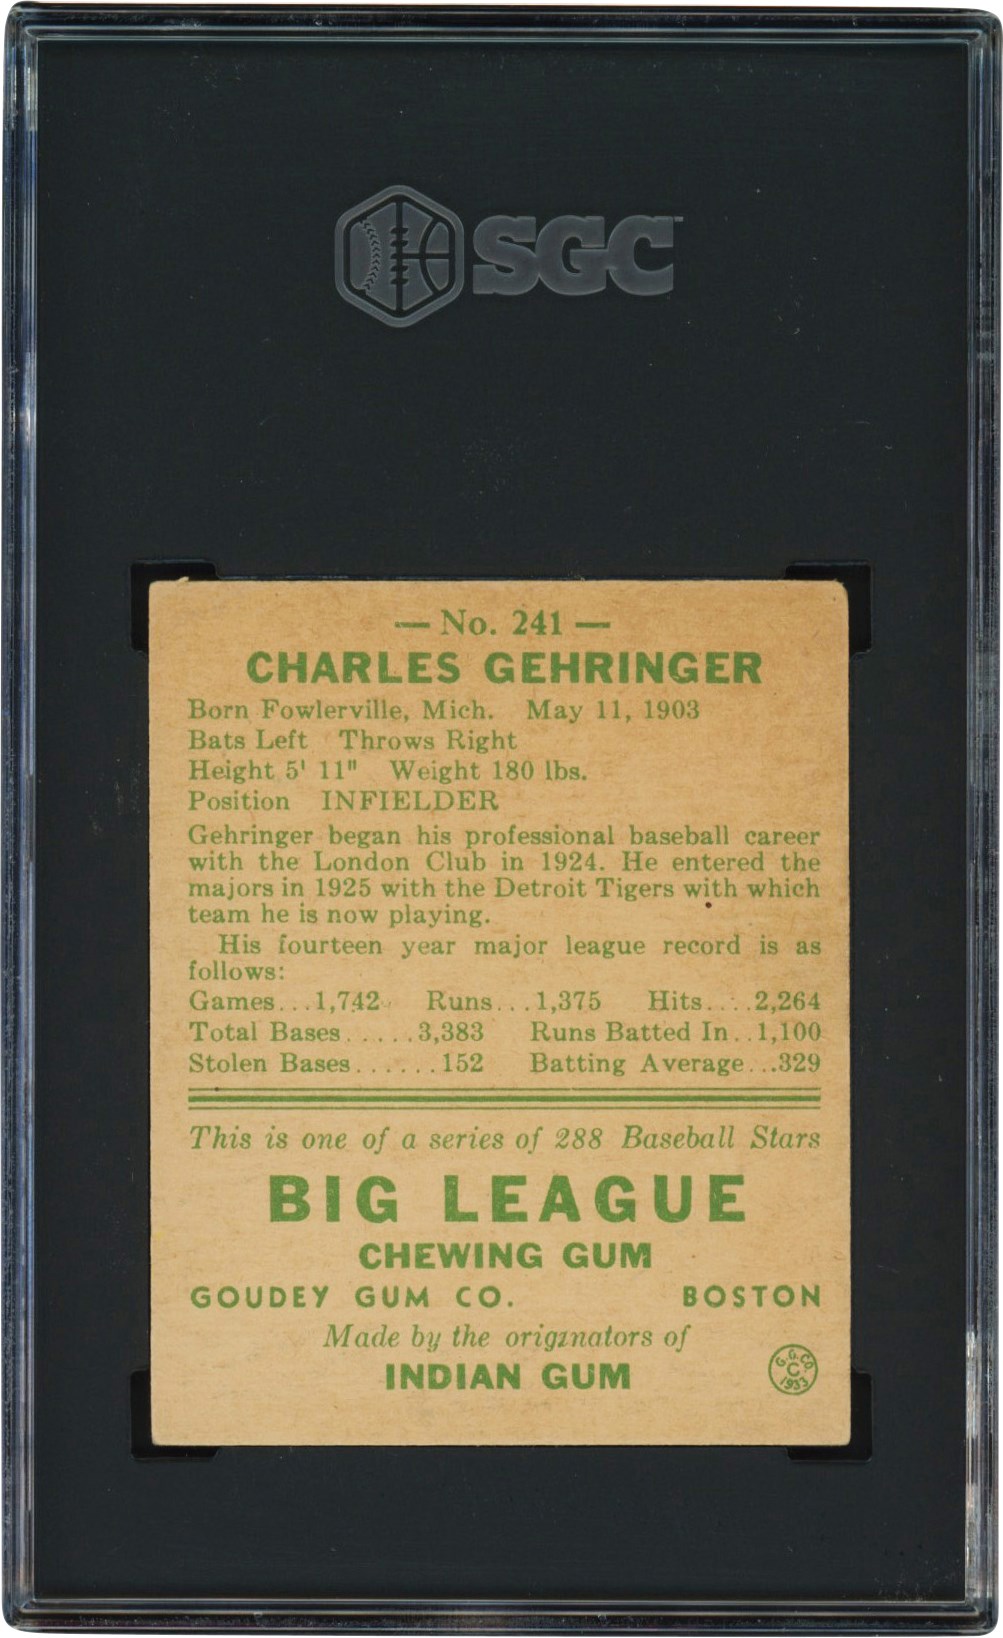 SGC
— No. 241 —
CHARLES GEHRINGER
Born Fowlerville, Mich. May 11, 1903
Bats Left Throws Right
Height 5' 11" Weight 180 lbs.
Position INFIELDER
Gehringer began his professional baseball career
with the London Club in 1924. He entered the
majors in 1925 with the Detroit Tigers with which
team he is now playing.
His fourteen year major league record is as
follows:
Games...1,742 Runs...1,375 Hits....2,264
Total Bases.....3,383 Runs Batted In..1,100
Stolen Bases......152 Batting Average...329
This is one of a series of 288 Baseball Stars
BIG LEAGUE
CHEWING GUM
GOUDEY GUM CO. BOSTON
Made by the originators of
INDIAN GUM
G.G.CO.
C
1933